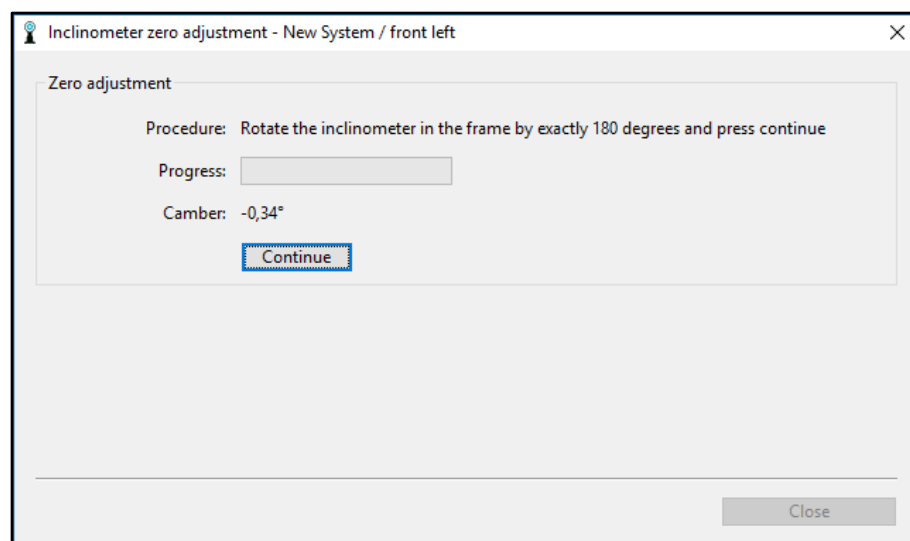 Inclinometer zero adjustment - New System / front left
Zero adjustment
Procedure: Rotate the inclinometer in the frame by exactly 180 degrees and press continue
Progress:
Camber: -0,34°
Continue
Close